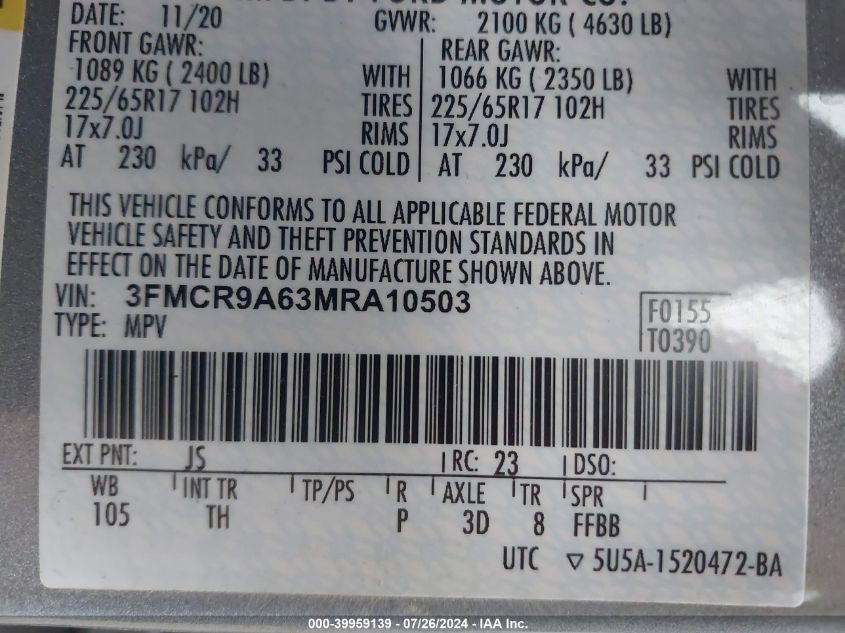 FORD MOTOR CO.
DATE: 11/20 GVWR: 2100 KG ( 4630 LB)
FRONT GAWR: REAR GAWR:
1089 KG ( 2400 LB) WITH 1066 KG ( 2350 LB) WITH
225/65R17 102H TIRES 225/65R17 102H TIRES
17x7.0J RIMS 17x7.0J RIMS
AT 230 kPa/ 33 PSI COLD AT 230 kPa/ 33 PSI COLD
THIS VEHICLE CONFORMS TO ALL APPLICABLE FEDERAL MOTOR
VEHICLE SAFETY AND THEFT PREVENTION STANDARDS IN
EFFECT ON THE DATE OF MANUFACTURE SHOWN ABOVE.
VIN: 3FMCR9A63MRA10503 F0155
TYPE: MPV T0390
EXT PNT: JS RC: 23 DSO:
WB INT TR TP/PS R AXLE TR SPR
105 TH P 3D 8 FFBB
UTC ▽ 5U5A-1520472-BA
000-39959139 - 07/26/2024 - IAA Inc.